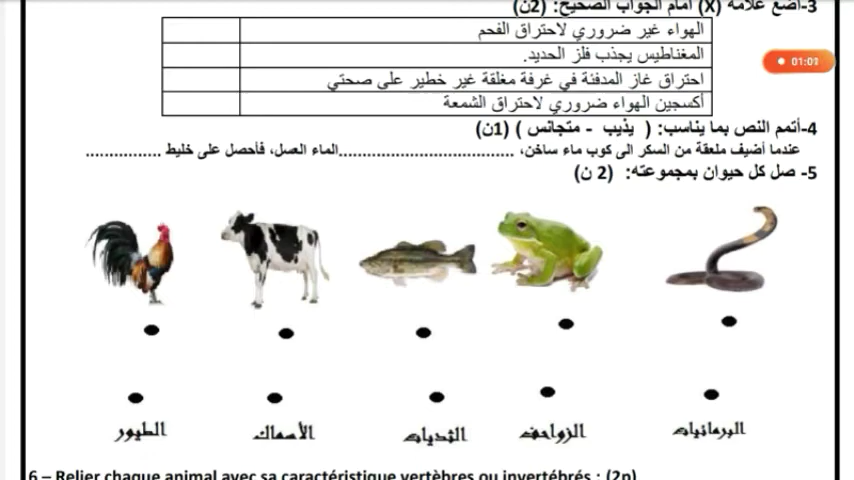 3-أضع علامة (X) أمام الجواب الصحيح: (2ن)
الهواء غير ضروري لاحتراق الفحم
المغناطيس يجذب فلز الحديد.
احتراق غاز المدفئة في غرفة مغلقة غير خطير على صحتي
أكسجين الهواء ضروري لاحتراق الشمعة
4-أتمم النص بما يناسب: ( يذيب - متجانس ) (1ن)
عندما أضيف ملعقة من السكر الى كوب ماء ساخن، ................الماء العسل، فأحصل على خليط ................
5- صل كل حيوان بمجموعته: (2 ن)
البرمائيات الزواحف الثدييات الأسماك الطيور
6 – Relier chaque animal avec sa caractéristique vertèbres ou invertébrés : (2p)
01:01